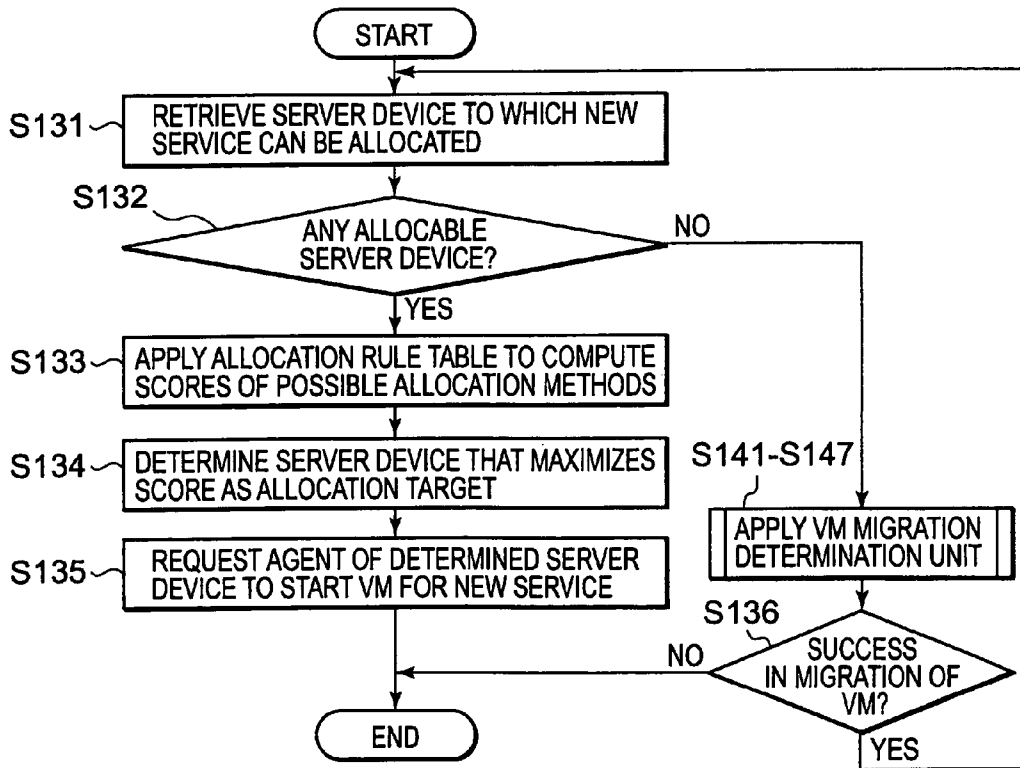 START
S131
RETRIEVE SERVER DEVICE TO WHICH NEW
SERVICE CAN BE ALLOCATED
S132
ANY ALLOCABLE
SERVER DEVICE?
NO
YES
S133
APPLY ALLOCATION RULE TABLE TO COMPUTE
SCORES OF POSSIBLE ALLOCATION METHODS
S134
DETERMINE SERVER DEVICE THAT MAXIMIZES
SCORE AS ALLOCATION TARGET
S141-S147
APPLY VM MIGRATION
DETERMINATION UNIT
S135
REQUEST AGENT OF DETERMINED SERVER
DEVICE TO START VM FOR NEW SERVICE
S136
SUCCESS
IN MIGRATION OF
VM?
NO
YES
END